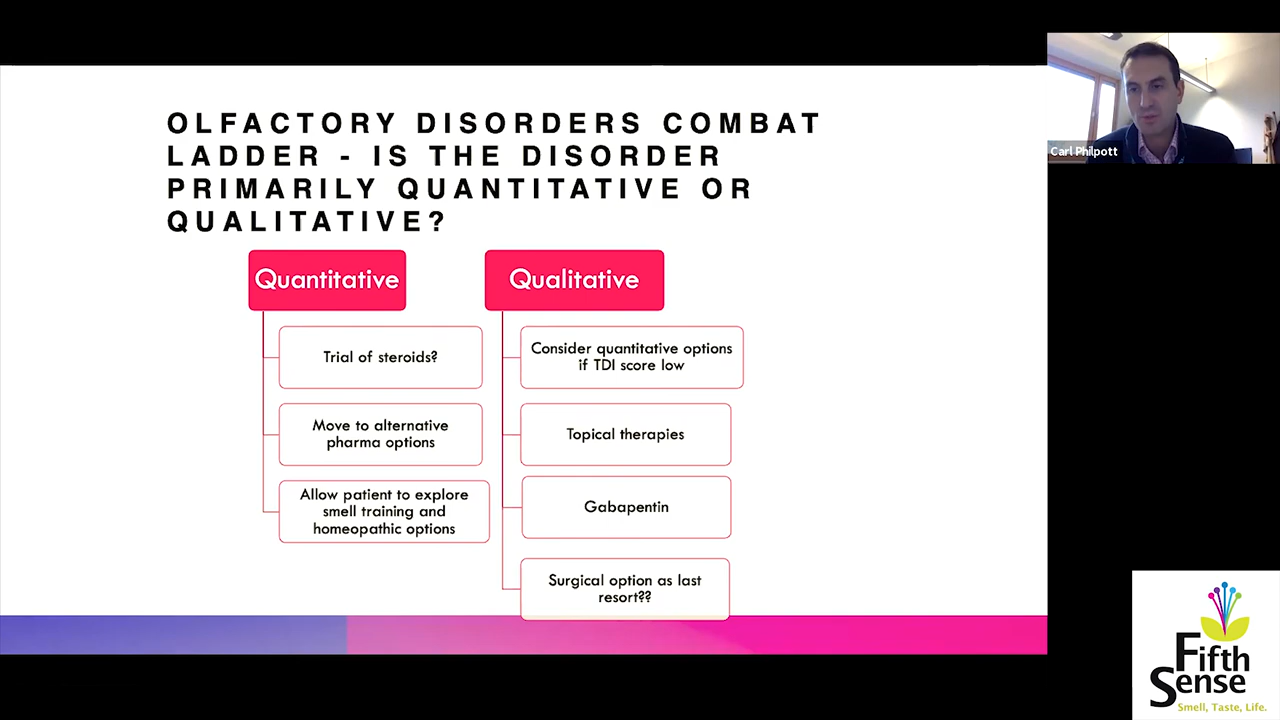 OLFACTORY DISORDERS COMBAT
LADDER - IS THE DISORDER
PRIMARILY QUANTITATIVE OR
QUALITATIVE?
Quantitative
Trial of steroids?
Move to alternative
pharma options
Allow patient to explore
smell training and
homeopathic options
Qualitative
Consider quantitative options
if TDI score low
Topical therapies
Gabapentin
Surgical option as last
resort??
Carl Philpott
Fifth
Sense
Smell, Taste, Life.